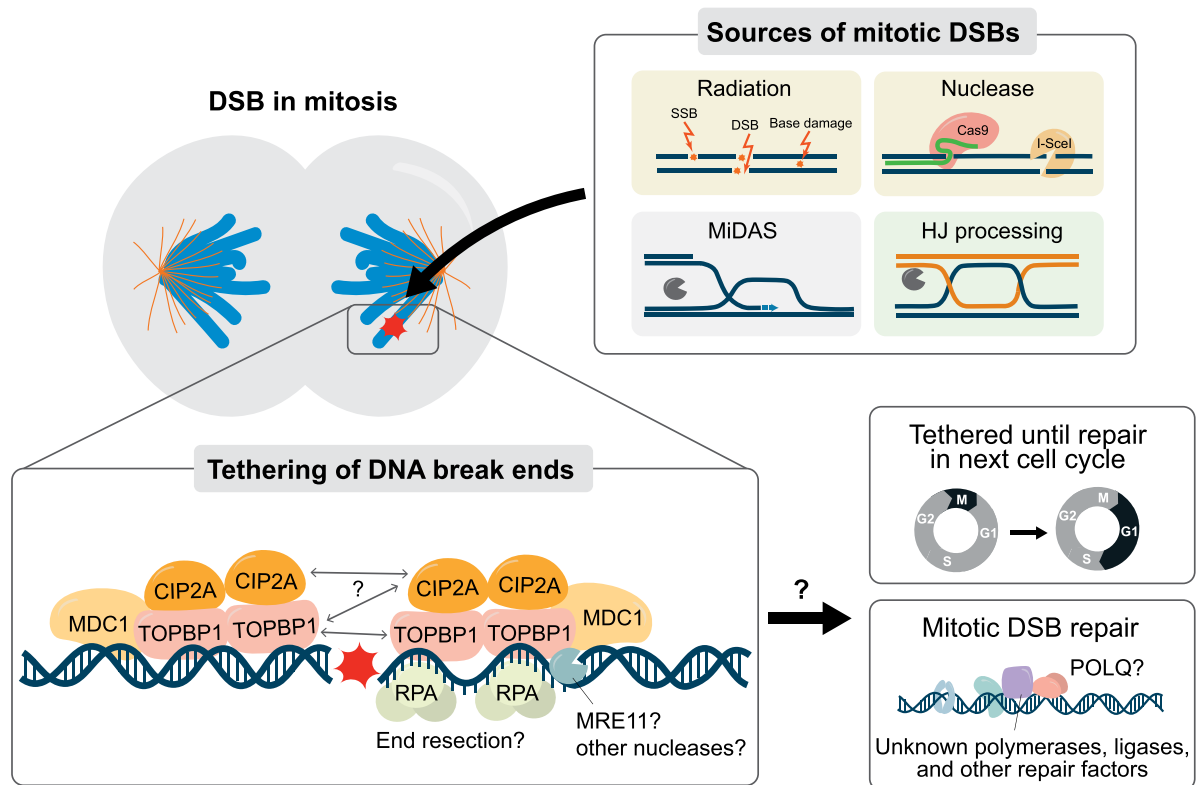 Sources of mitotic DSBs
DSB in mitosis
Radiation
SSB
DSB
Base damage
Nuclease
Cas9
I-SceI
MiDAS
HJ processing
Tethering of DNA break ends
CIP2A
CIP2A
MDC1
TOPBP1
TOPBP1
?
CIP2A
CIP2A
TOPBP1
TOPBP1
MDC1
RPA
RPA
End resection?
MRE11?
other nucleases?
?
Tethered until repair
in next cell cycle
M
G2
G1
S
M
G2
G1
S
Mitotic DSB repair
POLQ?
Unknown polymerases, ligases,
and other repair factors